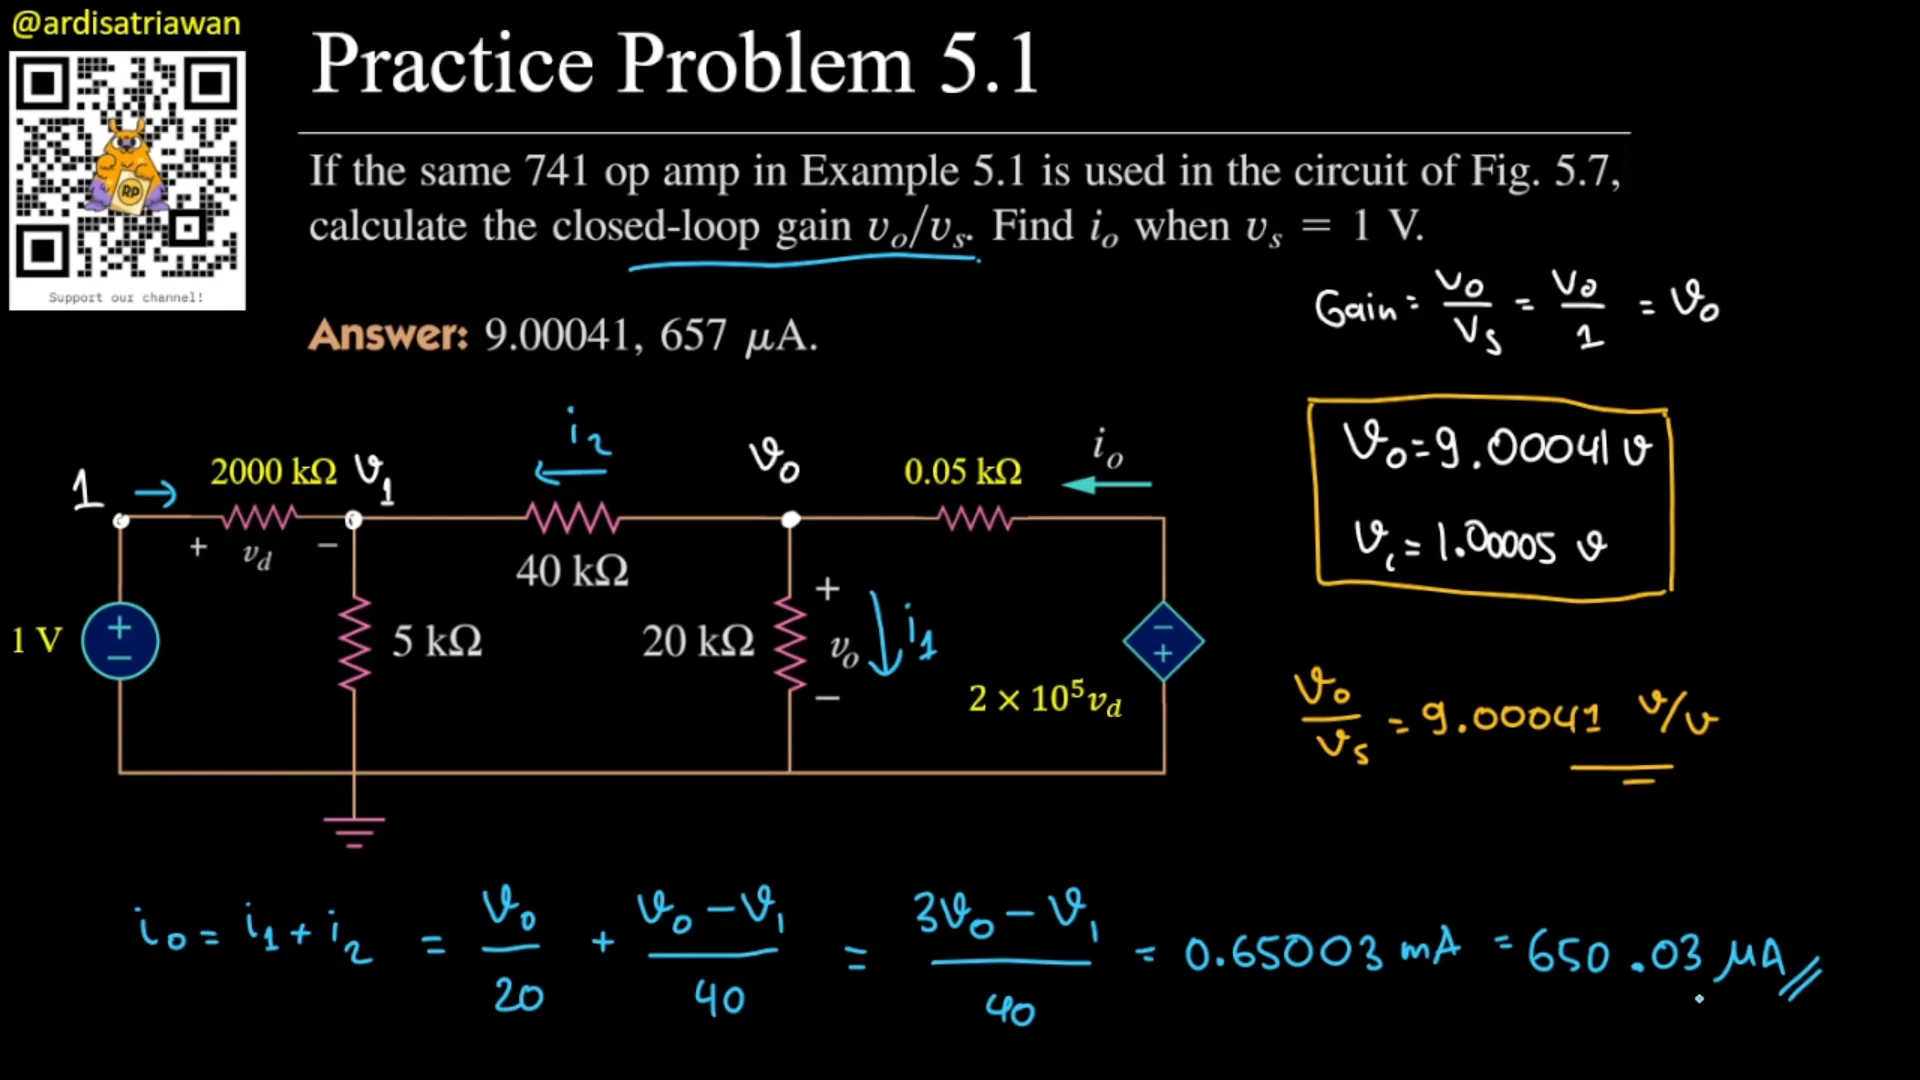 @ardisatriawan
RP
Support our channel!
Practice Problem 5.1
If the same 741 op amp in Example 5.1 is used in the circuit of Fig. 5.7,
calculate the closed-loop gain vₒ/vₛ. Find iₒ when vₛ = 1 V.
Answer: 9.00041, 657 μA.
Gain = Vo/Vs = Vo/1 = Vo
1
2000 kΩ
V1
i2
vo
0.05 kΩ
iₒ
+ v_d −
40 kΩ
1 V
+
−
5 kΩ
20 kΩ
+
vₒ
−
i1
−
+
2 × 10⁵v_d
Vo = 9.00041 V
V1 = 1.00005 V
Vo/Vs = 9.00041 V/V
io = i1 + i2 = Vo/20 + (Vo − V1)/40 = (3Vo − V1)/40 = 0.65003 mA = 650.03 μA